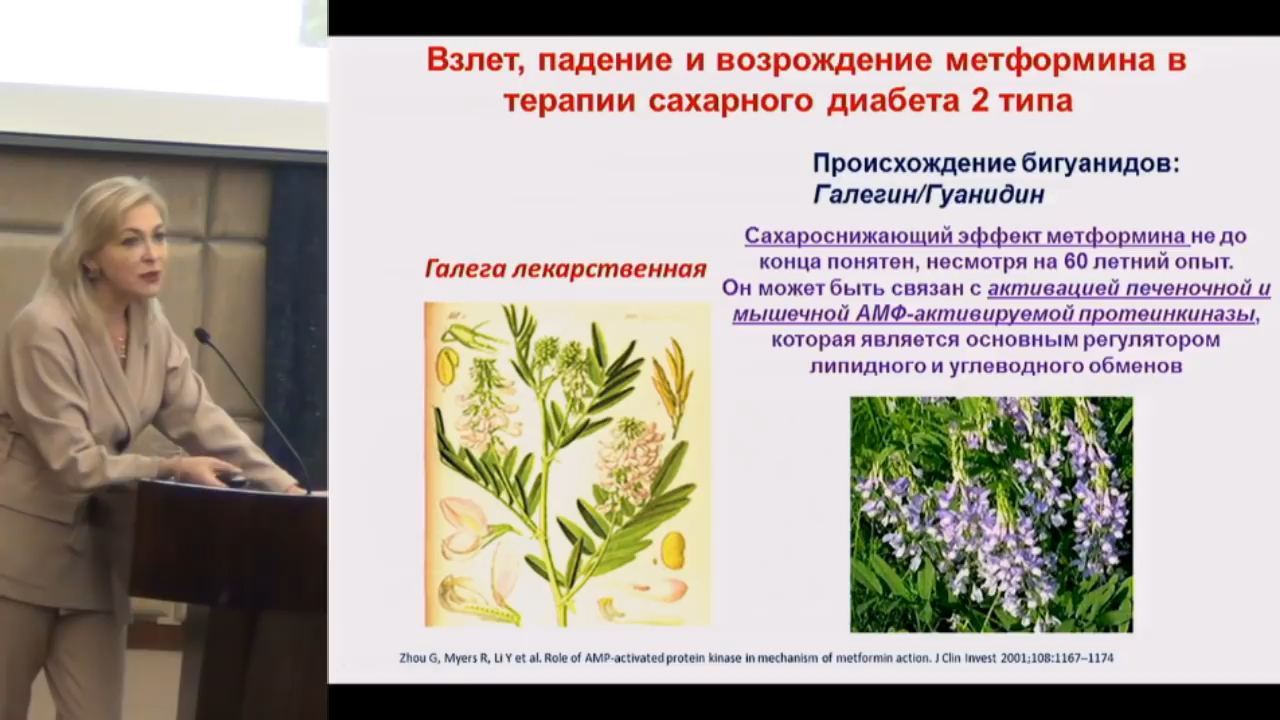 Взлет, падение и возрождение метформина в
терапии сахарного диабета 2 типа
Происхождение бигуанидов:
Галегин/Гуанидин
Сахароснижающий эффект метформина не до
конца понятен, несмотря на 60 летний опыт.
Он может быть связан с активацией печеночной и
мышечной АМФ-активируемой протеинкиназы,
которая является основным регулятором
липидного и углеводного обменов
Галега лекарственная
Zhou G, Myers R, Li Y et al. Role of AMP-activated protein kinase in mechanism of metformin action. J Clin Invest 2001;108:1167–1174